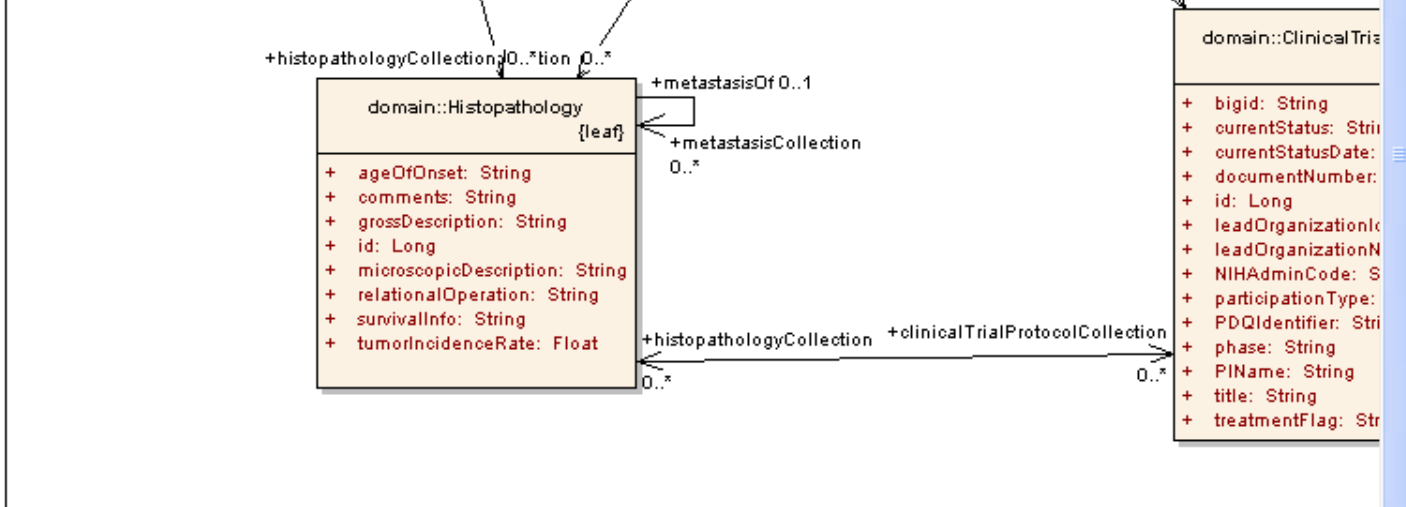 +histopathologyCollection 0..*tion 0..*
domain::Histopathology
{leaf}
+ ageOfOnset: String
+ comments: String
+ grossDescription: String
+ id: Long
+ microscopicDescription: String
+ relationalOperation: String
+ survivalInfo: String
+ tumorIncidenceRate: Float
+metastasisOf 0..1
+metastasisCollection
0..*
+histopathologyCollection
0..*
+clinicalTrialProtocolCollection
0..*
domain::ClinicalTria
+ bigid: String
+ currentStatus: Stri
+ currentStatusDate:
+ documentNumber:
+ id: Long
+ leadOrganizationId
+ leadOrganizationN
+ NIHAdminCode: S
+ participationType:
+ PDQIdentifier: Stri
+ phase: String
+ PIName: String
+ title: String
+ treatmentFlag: Str